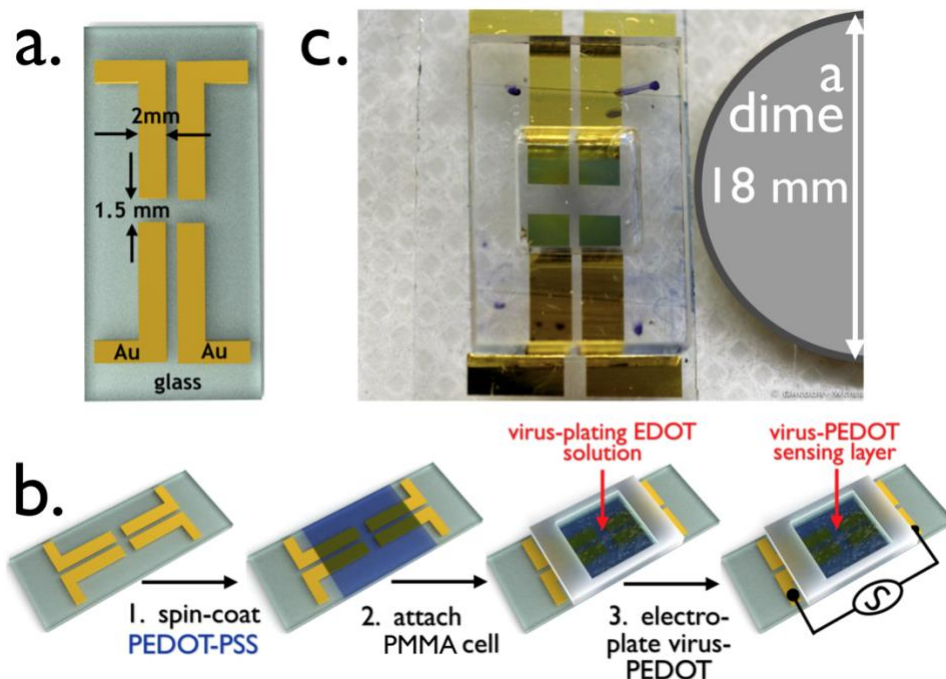 a.
2mm
1.5 mm
Au
Au
glass
c.
a
dime
18 mm
b.
1. spin-coat
PEDOT-PSS
2. attach
PMMA cell
virus-plating EDOT
solution
3. electro-
plate virus-
PEDOT
virus-PEDOT
sensing layer
S